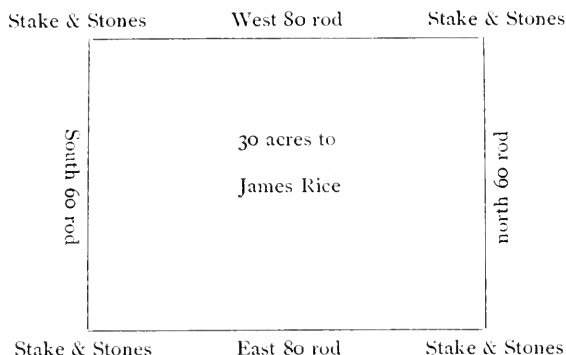 Stake & Stones West 80 rod Stake & Stones
South 60 rod
30 acres to
James Rice
north 60 rod
Stake & Stones East 80 rod Stake & Stones